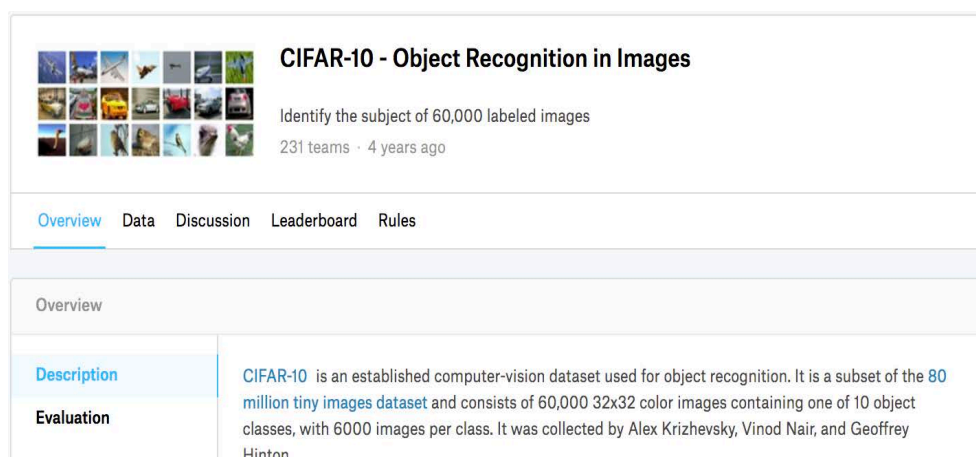 CIFAR-10 - Object Recognition in Images
Identify the subject of 60,000 labeled images
231 teams · 4 years ago
Overview Data Discussion Leaderboard Rules
Overview
Description
Evaluation
CIFAR-10 is an established computer-vision dataset used for object recognition. It is a subset of the 80
million tiny images dataset and consists of 60,000 32x32 color images containing one of 10 object
classes, with 6000 images per class. It was collected by Alex Krizhevsky, Vinod Nair, and Geoffrey
Hinton